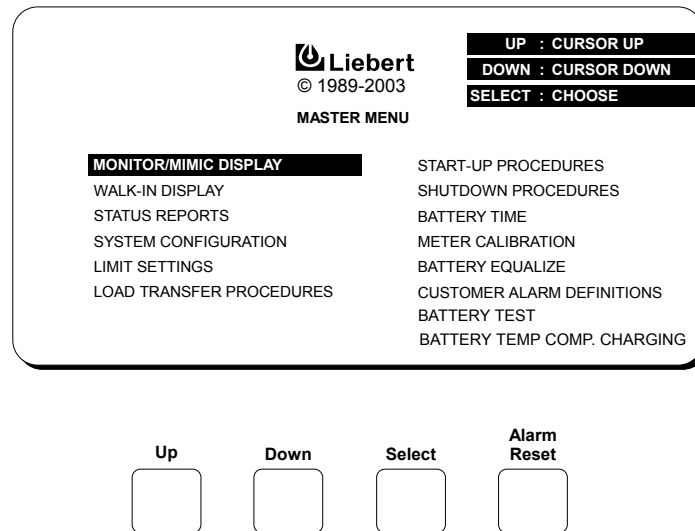 Liebert
© 1989-2003
MASTER MENU
UP : CURSOR UP
DOWN : CURSOR DOWN
SELECT : CHOOSE
MONITOR/MIMIC DISPLAY
WALK-IN DISPLAY
STATUS REPORTS
SYSTEM CONFIGURATION
LIMIT SETTINGS
LOAD TRANSFER PROCEDURES
START-UP PROCEDURES
SHUTDOWN PROCEDURES
BATTERY TIME
METER CALIBRATION
BATTERY EQUALIZE
CUSTOMER ALARM DEFINITIONS
BATTERY TEST
BATTERY TEMP COMP. CHARGING
Up
Down
Select
Alarm
Reset